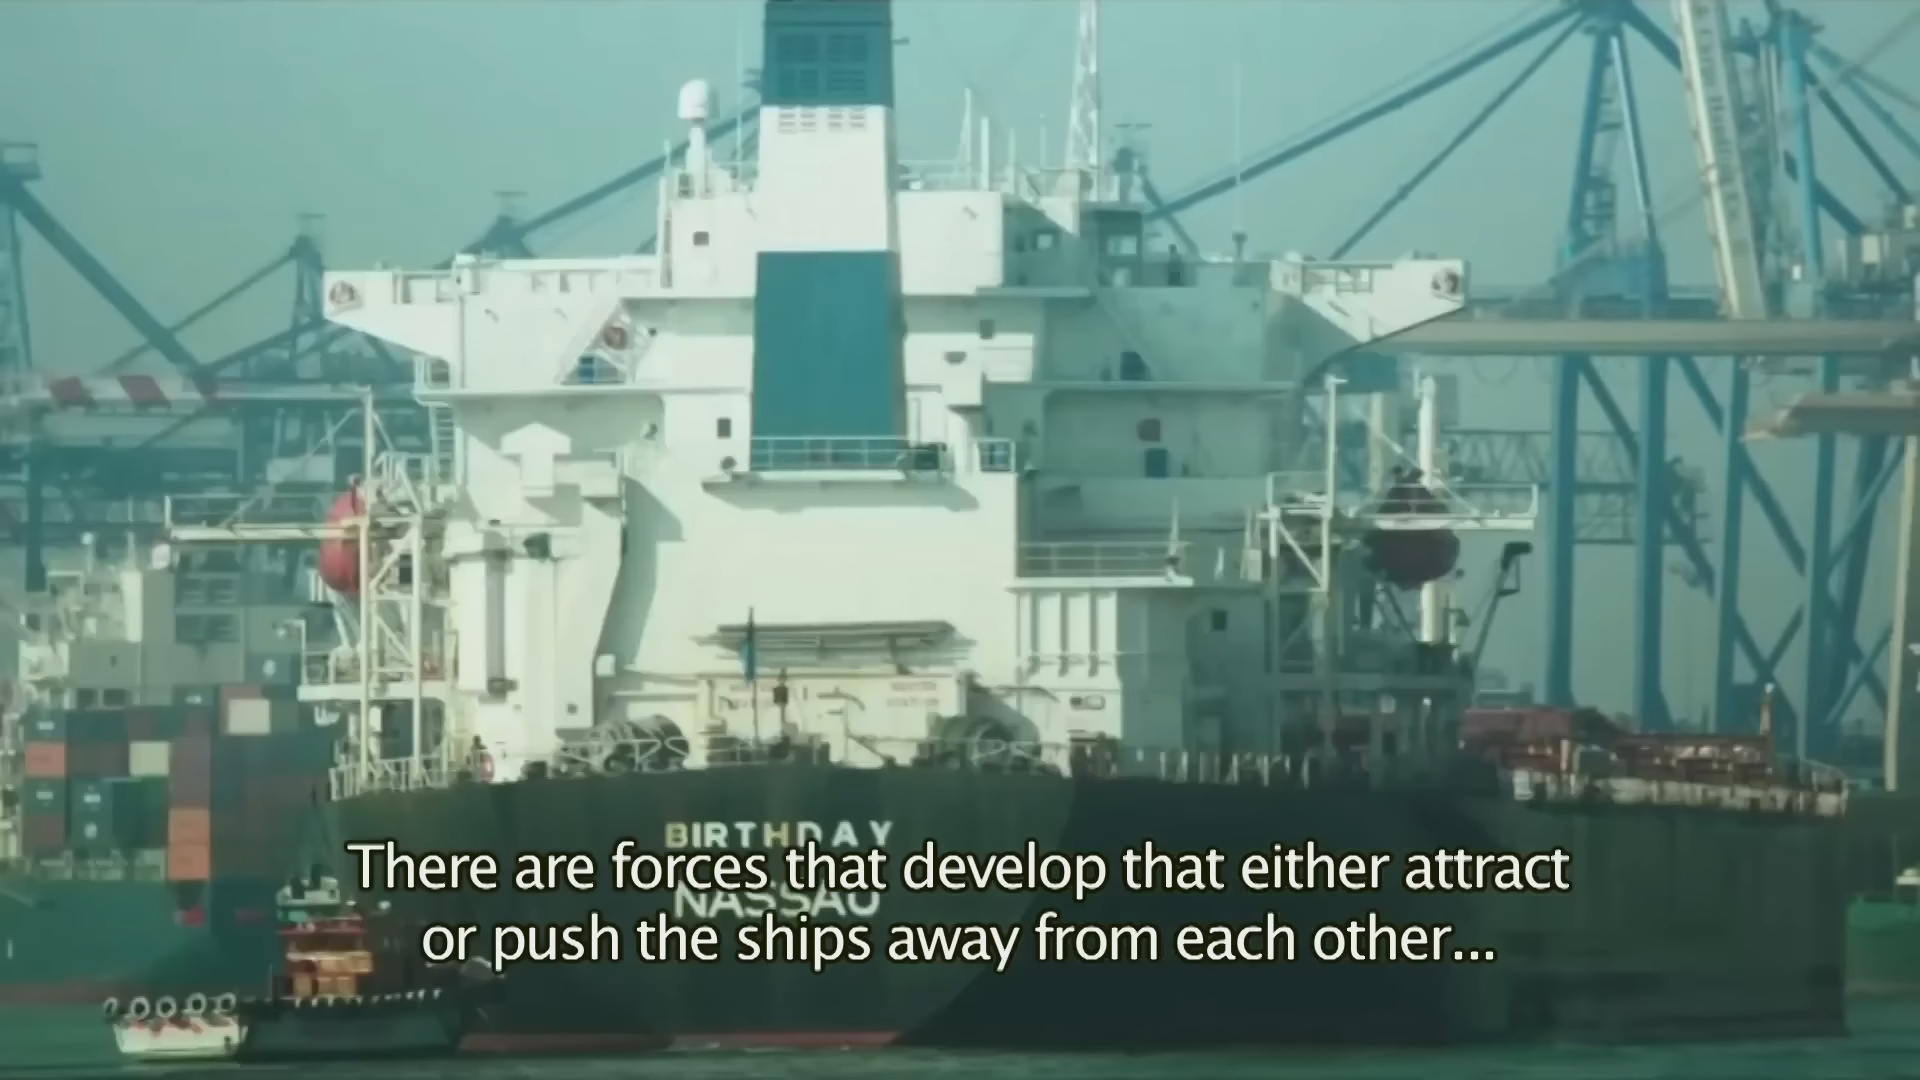 BIRTHDAY
NASSAU
There are forces that develop that either attract
or push the ships away from each other...